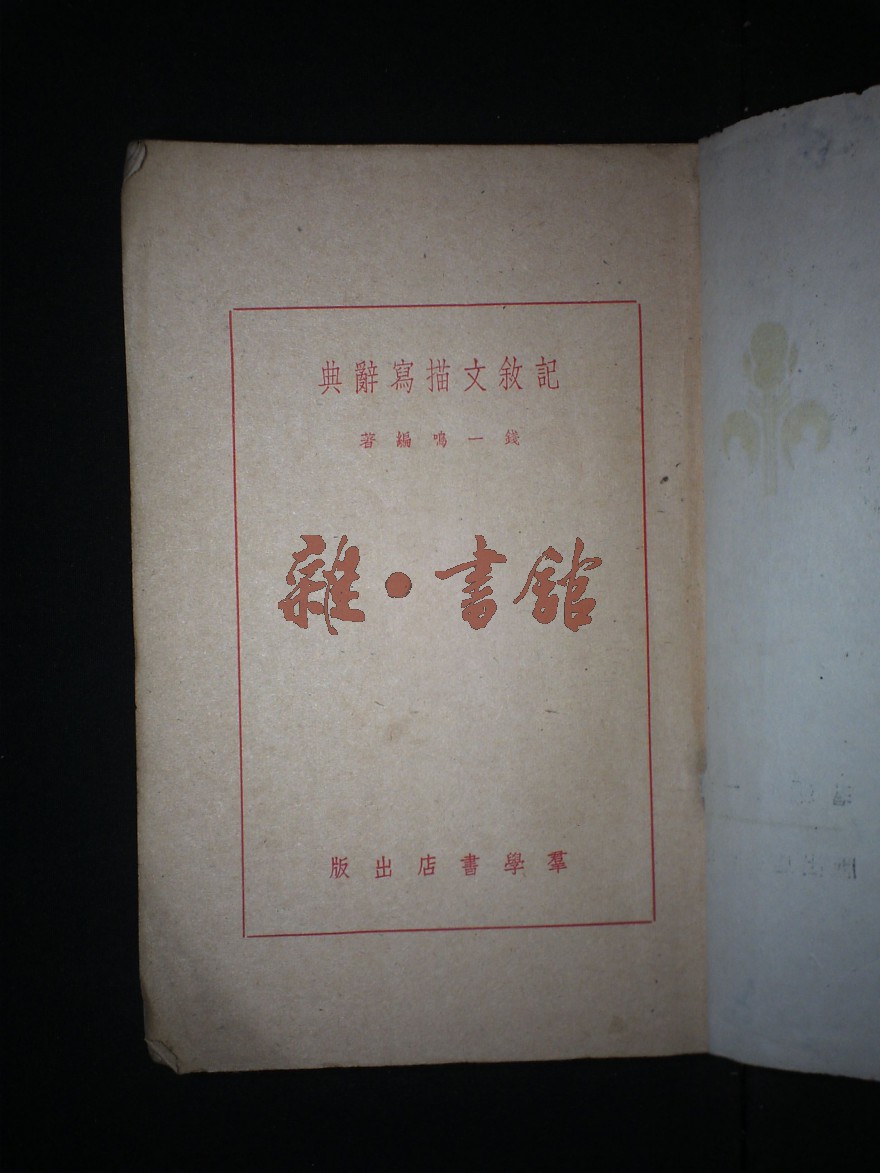 記敘文描寫辭典
錢一鳴編著
雜·書館
羣學書店出版